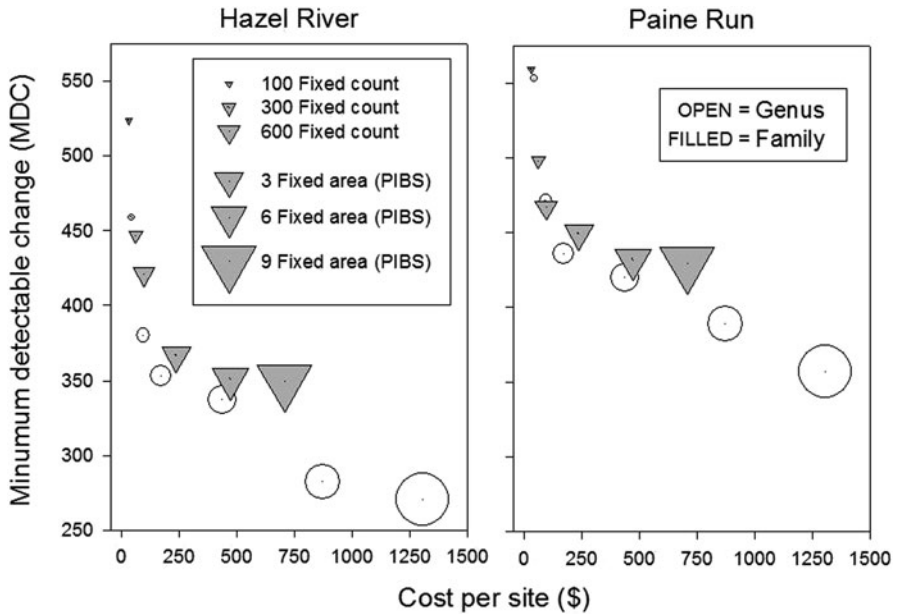 Hazel River
Paine Run
Minumum detectable change (MDC)
550
500
450
400
350
300
250
100 Fixed count
300 Fixed count
600 Fixed count
3 Fixed area (PIBS)
6 Fixed area (PIBS)
9 Fixed area (PIBS)
OPEN = Genus
FILLED = Family
0 250 500 750 1000 1250 1500
0 250 500 750 1000 1250 1500
Cost per site ($)